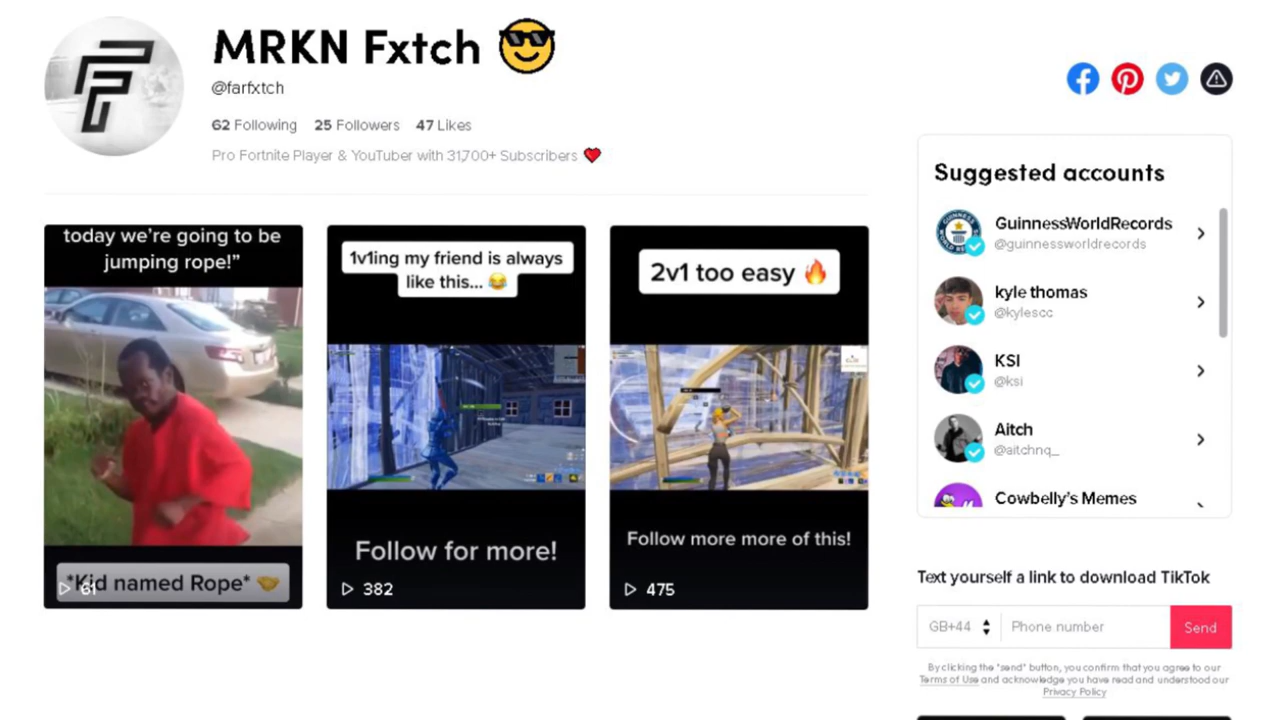 MRKN Fxtch 😎
@farfxtch
62 Following 25 Followers 47 Likes
Pro Fortnite Player & YouTuber with 31,700+ Subscribers ❤️
today we're going to be
jumping rope!”
*Kid named Rope* 🤝
61
1v1ing my friend is always
like this... 😂
Follow for more!
382
2v1 too easy 🔥
Follow more more of this!
475
Suggested accounts
GuinnessWorldRecords
@guinnessworldrecords
kyle thomas
@kylescc
KSI
@ksi
Aitch
@aitchnq_
Cowbelly's Memes
Text yourself a link to download TikTok
GB+44 Phone number Send
By clicking the "send" button, you confirm that you agree to our
Terms of Use and acknowledge you have read and understood our
Privacy Policy